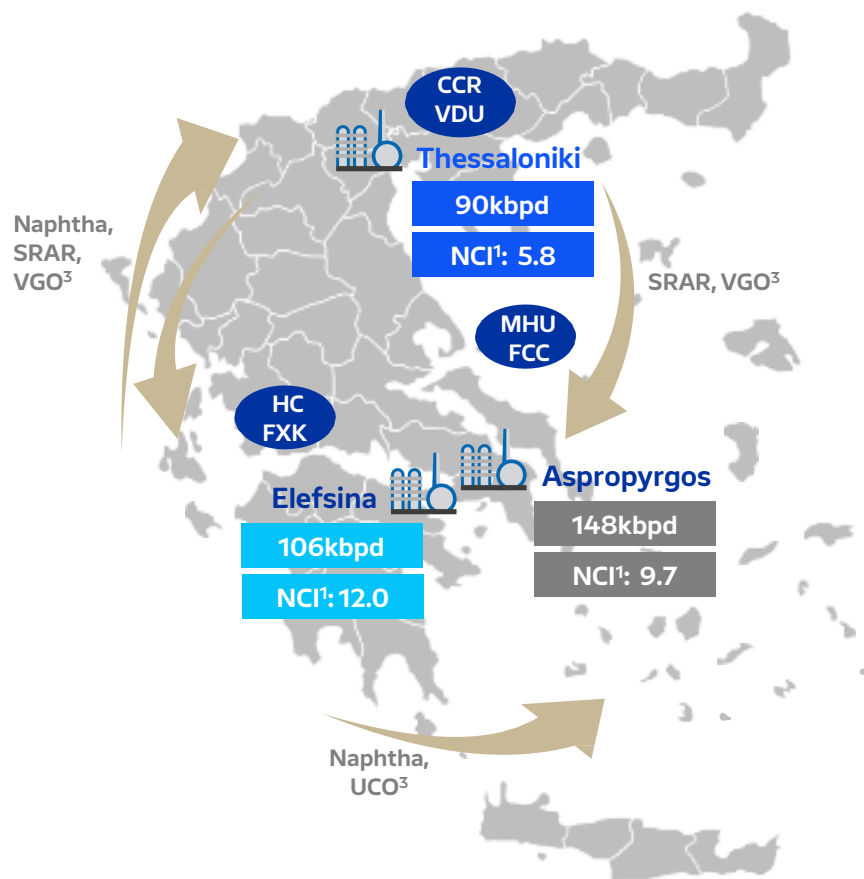 CCR
VDU
Thessaloniki
90kbpd
NCI¹: 5.8
Naphtha,
SRAR,
VGO³
SRAR, VGO³
MHU
FCC
HC
FXK
Elefsina
106kbpd
NCI¹: 12.0
Aspropyrgos
148kbpd
NCI¹: 9.7
Naphtha,
UCO³